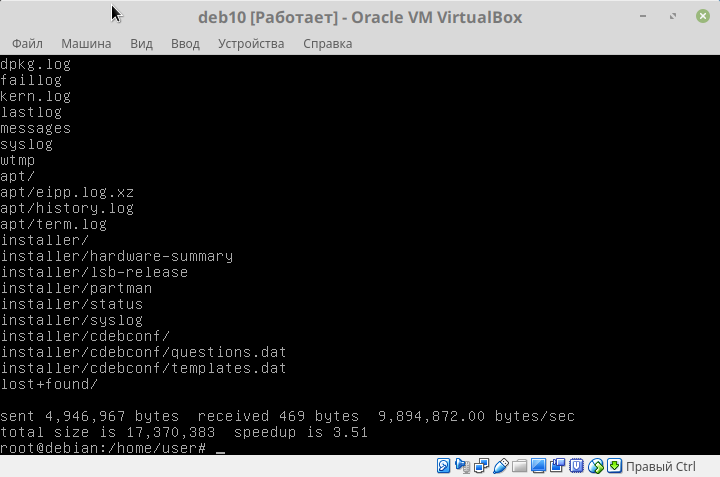 deb10 [Работает] - Oracle VM VirtualBox
Файл Машина Вид Ввод Устройства Справка
dpkg.log
faillog
kern.log
lastlog
messages
syslog
wtmp
apt/
apt/eipp.log.xz
apt/history.log
apt/term.log
installer/
installer/hardware-summary
installer/lsb-release
installer/partman
installer/status
installer/syslog
installer/cdebconf/
installer/cdebconf/questions.dat
installer/cdebconf/templates.dat
lost+found/
sent 4,946,967 bytes  received 469 bytes  9,894,872.00 bytes/sec
total size is 17,370,383  speedup is 3.51
root@debian:/home/user# _
Правый Ctrl